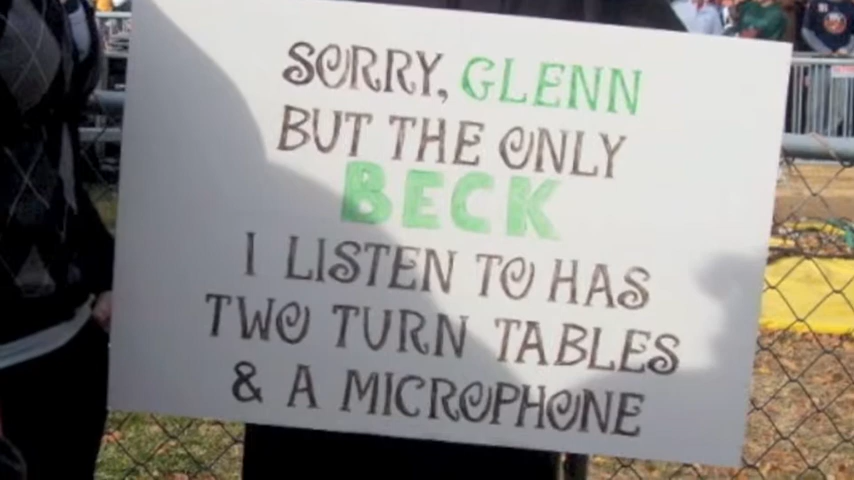 SORRY, GLENN
BUT THE ONLY
BECK
I LISTEN TO HAS
TWO TURN TABLES
& A MICROPHONE